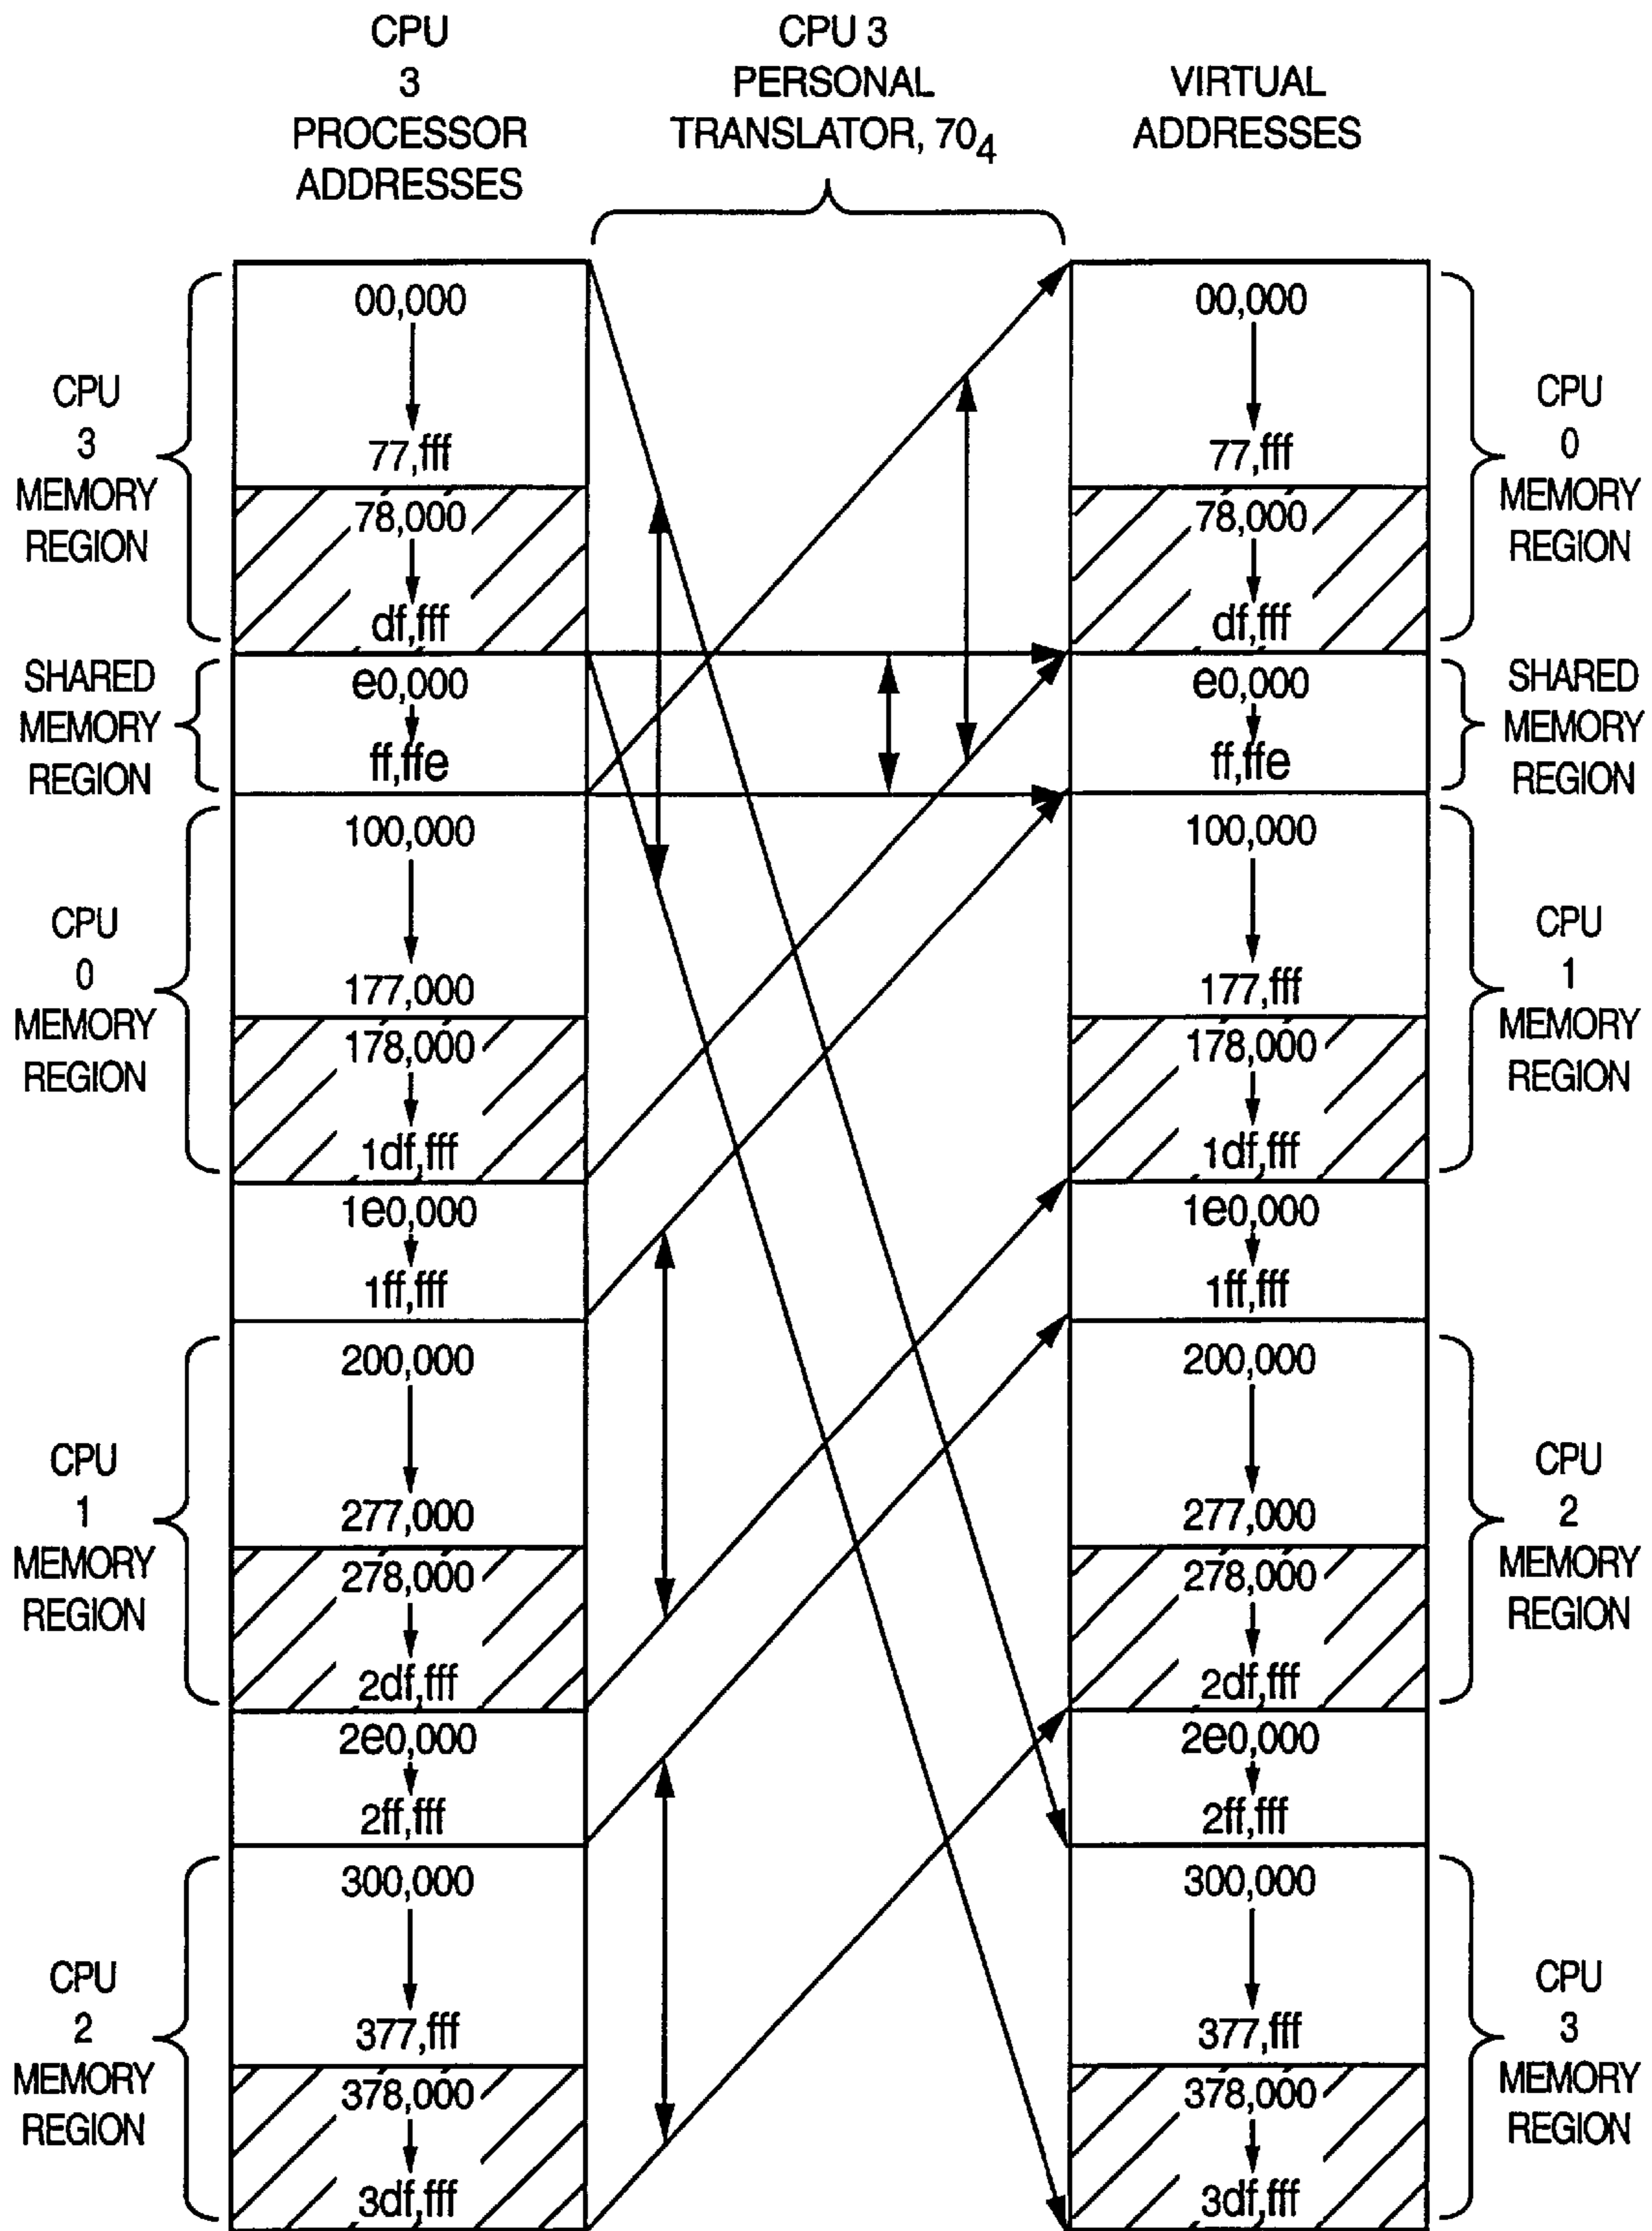 CPU
3
PROCESSOR
ADDRESSES
CPU 3
PERSONAL
TRANSLATOR, 70₄
VIRTUAL
ADDRESSES
CPU
3
MEMORY
REGION
00,000
77,fff
78,000
df,fff
SHARED
MEMORY
REGION
e0,000
ff,ffe
CPU
0
MEMORY
REGION
100,000
177,000
178,000
1df,fff
1e0,000
1ff,fff
CPU
1
MEMORY
REGION
200,000
277,000
278,000
2df,fff
2e0,000
2ff,fff
CPU
2
MEMORY
REGION
300,000
377,fff
378,000
3df,fff
00,000
77,fff
78,000
df,fff
CPU
0
MEMORY
REGION
e0,000
ff,ffe
SHARED
MEMORY
REGION
100,000
177,fff
178,000
1df,fff
CPU
1
MEMORY
REGION
1e0,000
1ff,fff
200,000
277,000
278,000
2df,fff
CPU
2
MEMORY
REGION
2e0,000
2ff,fff
300,000
377,fff
378,000
3df,fff
CPU
3
MEMORY
REGION